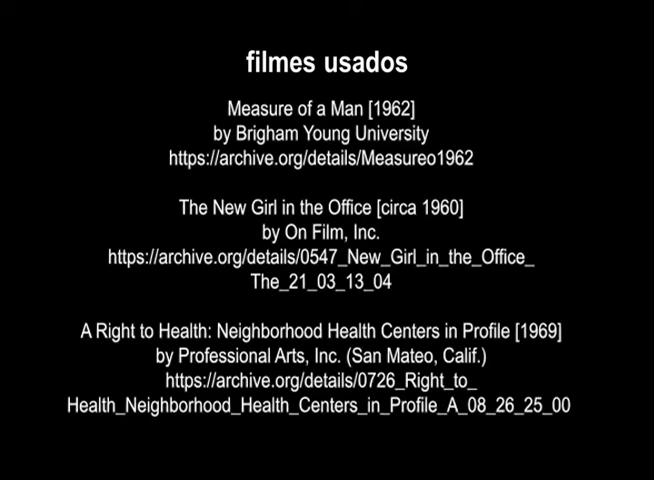 filmes usados
Measure of a Man [1962]
by Brigham Young University
https://archive.org/details/Measureo1962
The New Girl in the Office [circa 1960]
by On Film, Inc.
https://archive.org/details/0547_New_Girl_in_the_Office_
The_21_03_13_04
A Right to Health: Neighborhood Health Centers in Profile [1969]
by Professional Arts, Inc. (San Mateo, Calif.)
https://archive.org/details/0726_Right_to_
Health_Neighborhood_Health_Centers_in_Profile_A_08_26_25_00